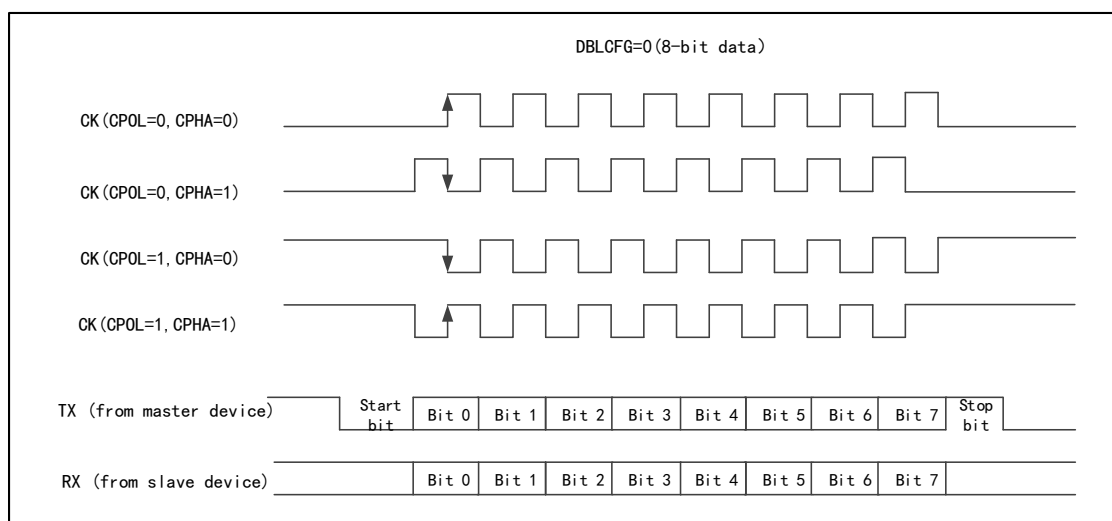 DBLCFG=0(8-bit data)
CK(CPOL=0,CPHA=0)
CK(CPOL=0,CPHA=1)
CK(CPOL=1,CPHA=0)
CK(CPOL=1,CPHA=1)
TX (from master device)
Start
bit
Bit 0 Bit 1 Bit 2 Bit 3 Bit 4 Bit 5 Bit 6 Bit 7
Stop
bit
RX (from slave device)
Bit 0 Bit 1 Bit 2 Bit 3 Bit 4 Bit 5 Bit 6 Bit 7